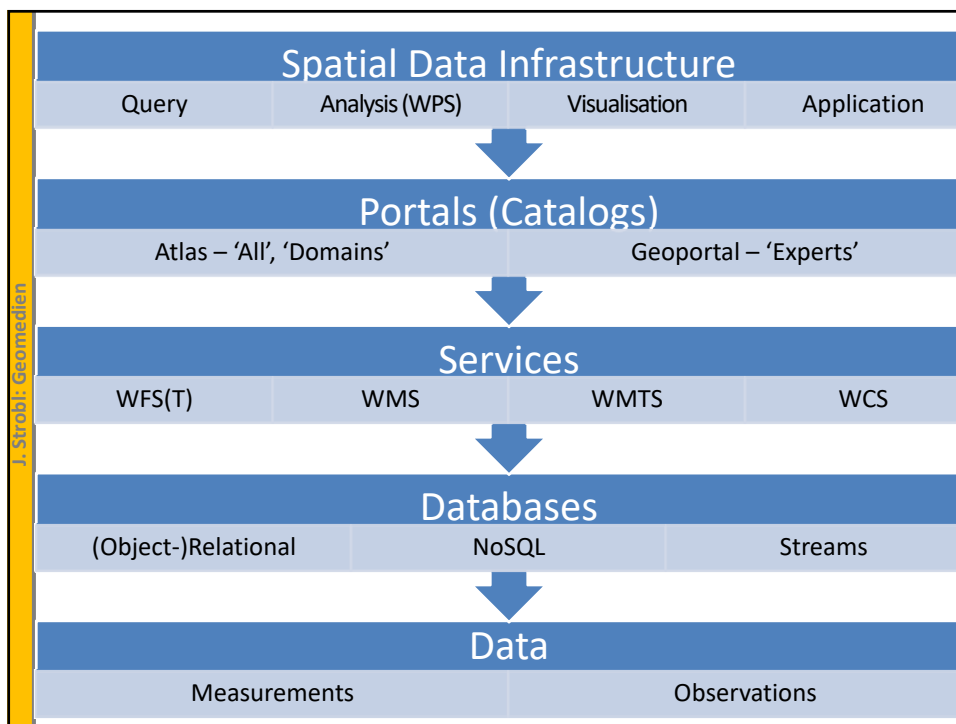 Spatial Data Infrastructure
Query Analysis (WPS) Visualisation Application
Portals (Catalogs)
Atlas – ‘All’, ‘Domains’ Geoportal – ‘Experts’
Services
WFS(T) WMS WMTS WCS
Databases
(Object-)Relational NoSQL Streams
Data
Measurements Observations
J. Strobl: Geomedien